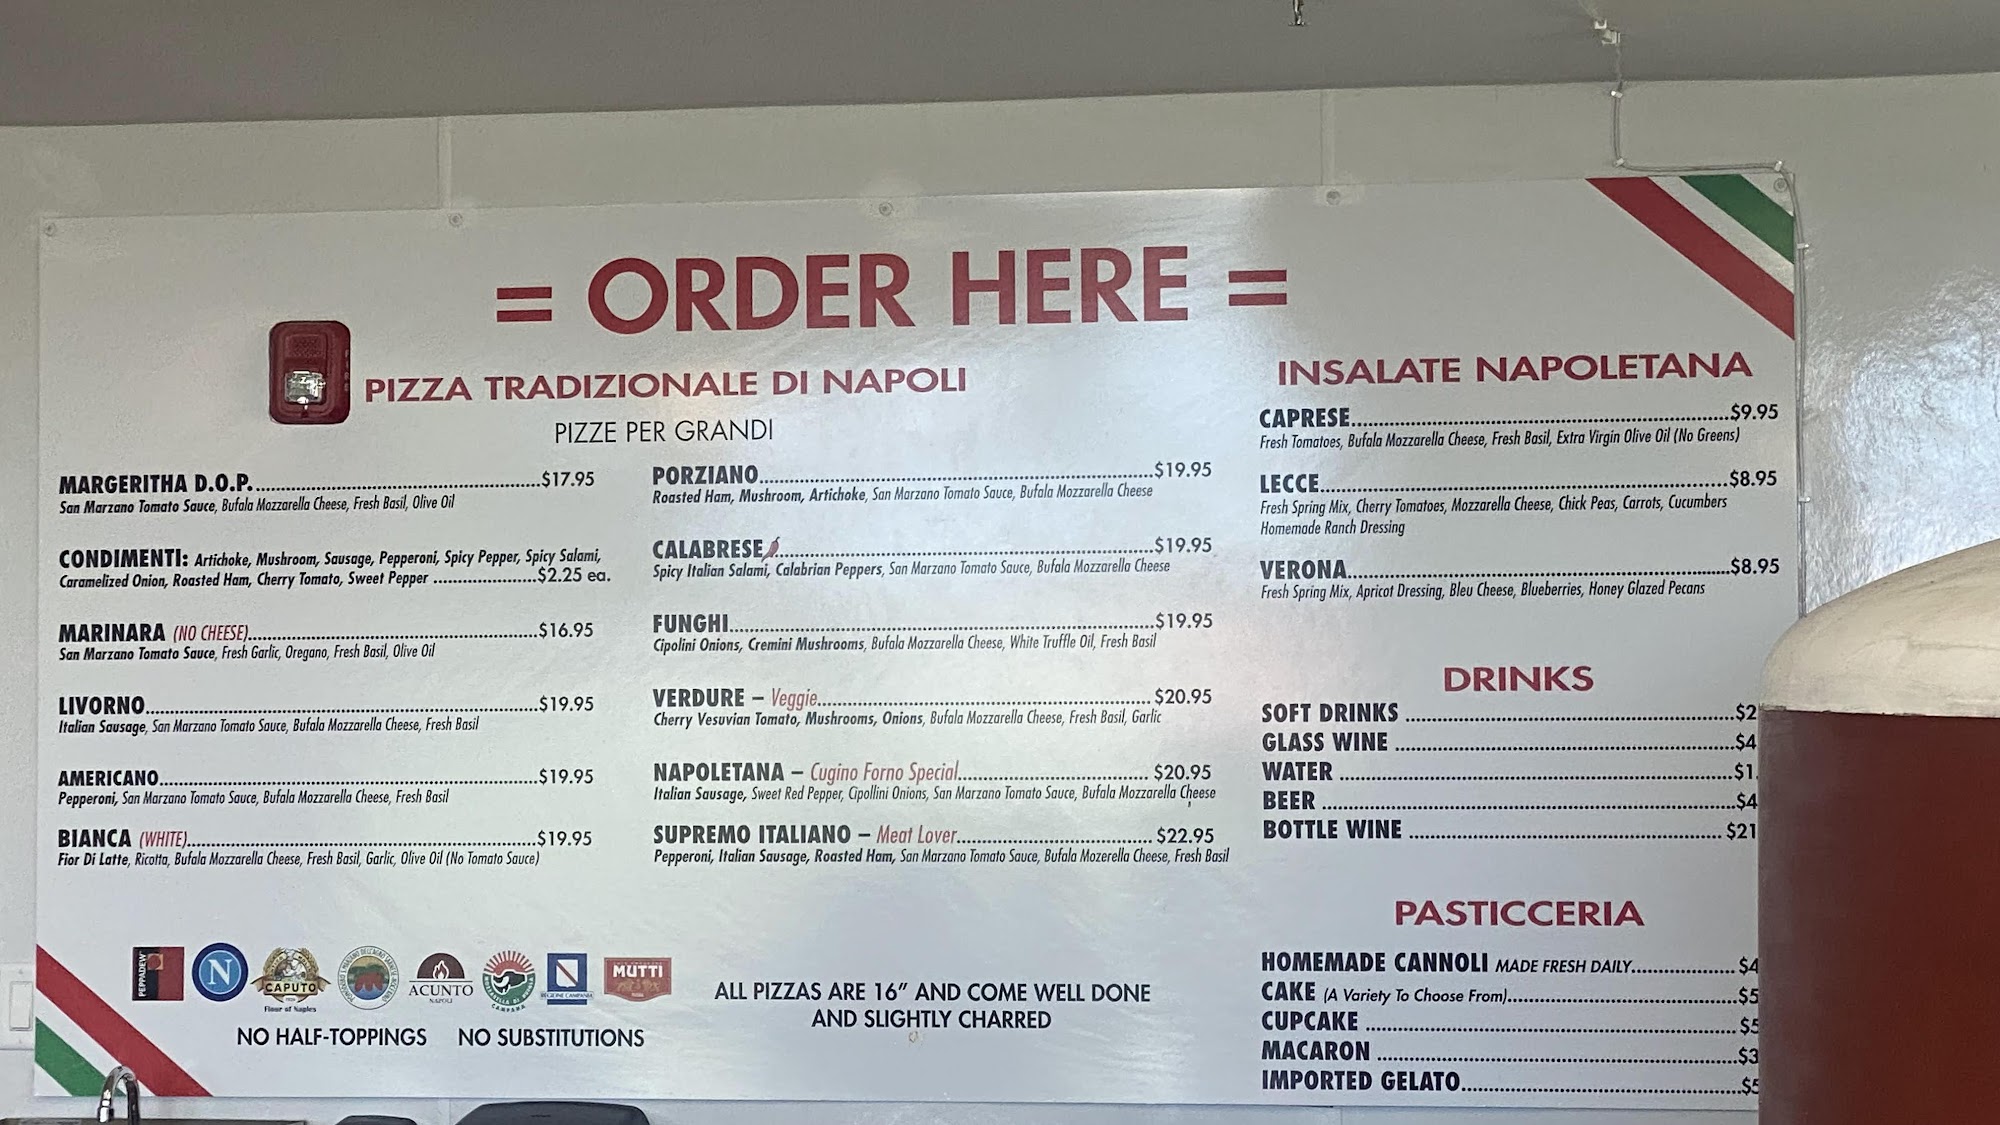 = ORDER HERE =
PIZZA TRADIZIONALE DI NAPOLI
PIZZE PER GRANDI
MARGERITHA D.O.P. $17.95
San Marzano Tomato Sauce, Bufala Mozzarella Cheese, Fresh Basil, Olive Oil
CONDIMENTI: Artichoke, Mushroom, Sausage, Pepperoni, Spicy Pepper, Spicy Salami,
Caramelized Onion, Roasted Ham, Cherry Tomato, Sweet Pepper $2.25 ea.
MARINARA (NO CHEESE) $16.95
San Marzano Tomato Sauce, Fresh Garlic, Oregano, Fresh Basil, Olive Oil
LIVORNO $19.95
Italian Sausage, San Marzano Tomato Sauce, Bufala Mozzarella Cheese, Fresh Basil
AMERICANO $19.95
Pepperoni, San Marzano Tomato Sauce, Bufala Mozzarella Cheese, Fresh Basil
BIANCA (WHITE) $19.95
Fior Di Latte, Ricotta, Bufala Mozzarella Cheese, Fresh Basil, Garlic, Olive Oil (No Tomato Sauce)
PORZIANO $19.95
Roasted Ham, Mushroom, Artichoke, San Marzano Tomato Sauce, Bufala Mozzarella Cheese
CALABRESE $19.95
Spicy Italian Salami, Calabrian Peppers, San Marzano Tomato Sauce, Bufala Mozzarella Cheese
FUNGHI $19.95
Cipolini Onions, Cremini Mushrooms, Bufala Mozzarella Cheese, White Truffle Oil, Fresh Basil
VERDURE – Veggie $20.95
Cherry Vesuvian Tomato, Mushrooms, Onions, Bufala Mozzarella Cheese, Fresh Basil, Garlic
NAPOLETANA – Cugino Forno Special $20.95
Italian Sausage, Sweet Red Pepper, Cipollini Onions, San Marzano Tomato Sauce, Bufala Mozzarella Cheese
SUPREMO ITALIANO – Meat Lover $22.95
Pepperoni, Italian Sausage, Roasted Ham, San Marzano Tomato Sauce, Bufala Mozerella Cheese, Fresh Basil
INSALATE NAPOLETANA
CAPRESE $9.95
Fresh Tomatoes, Bufala Mozzarella Cheese, Fresh Basil, Extra Virgin Olive Oil (No Greens)
LECCE $8.95
Fresh Spring Mix, Cherry Tomatoes, Mozzarella Cheese, Chick Peas, Carrots, Cucumbers
Homemade Ranch Dressing
VERONA $8.95
Fresh Spring Mix, Apricot Dressing, Bleu Cheese, Blueberries, Honey Glazed Pecans
DRINKS
SOFT DRINKS $2
GLASS WINE $4
WATER $1.
BEER $4
BOTTLE WINE $21
PASTICCERIA
HOMEMADE CANNOLI MADE FRESH DAILY $4
CAKE (A Variety To Choose From) $5
CUPCAKE $5
MACARON $3
IMPORTED GELATO $5
PEPPADEW
N
CAPUTO
Flour of Naples
ACUNTO
NAPOLI
CAMPANA
REGIONE CAMPANIA
MUTTI
NO HALF-TOPPINGS NO SUBSTITUTIONS
ALL PIZZAS ARE 16" AND COME WELL DONE
AND SLIGHTLY CHARRED